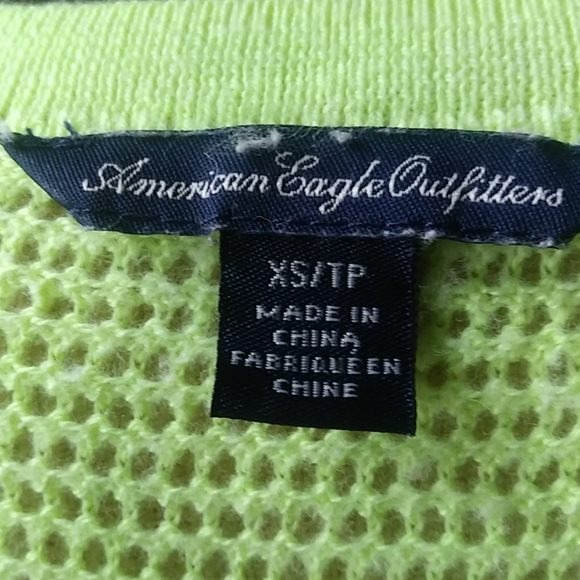 American Eagle Outfitters
XS/TP
MADE IN
CHINA
FABRIQUÉ EN
CHINE